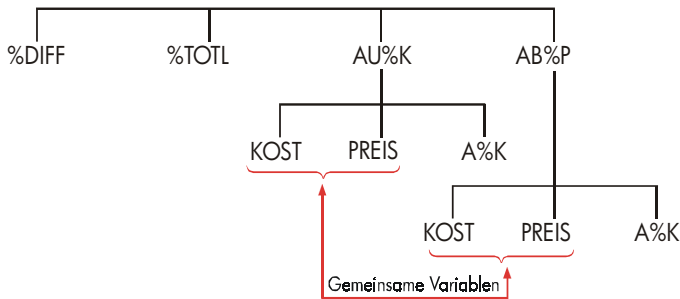 %DIFF %TOTL AU%K AB%P
KOST PREIS A%K
KOST PREIS A%K
Gemeinsame Variablen